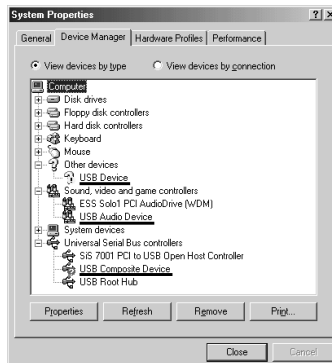 System Properties
General Device Manager Hardware Profiles Performance
View devices by type View devices by connection
Computer
Disk drives
Floppy disk controllers
Hard disk controllers
Keyboard
Mouse
Other devices
USB Device
Sound, video and game controllers
ESS Solo1 PCI AudioDrive (WDM)
USB Audio Device
System devices
Universal Serial Bus controllers
SiS 7001 PCI to USB Open Host Controller
USB Composite Device
USB Root Hub
Properties Refresh Remove Print...
Close Cancel